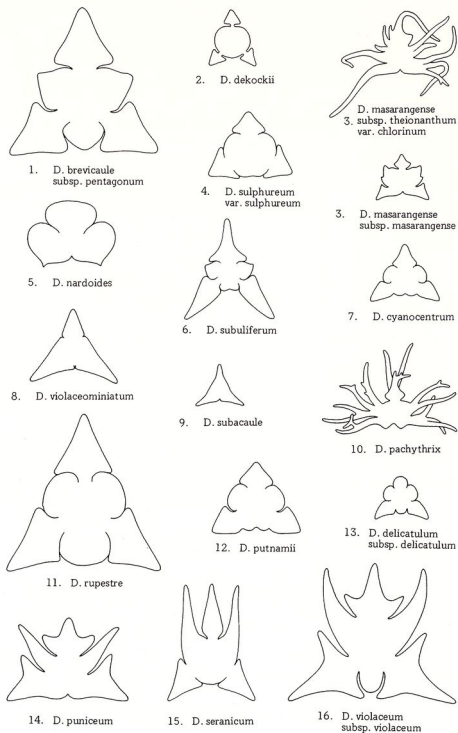 1. D. brevicaule
subsp. pentagonum
2. D. dekockii
D. masarangense
3. subsp. theionanthum
var. chlorinum
4. D. sulphureum
var. sulphureum
3. D. masarangense
subsp. masarangense
5. D. nardoides
6. D. subuliferum
7. D. cyanocentrum
8. D. violaceominiatum
9. D. subacaule
10. D. pachythrix
11. D. rupestre
12. D. putnamii
13. D. delicatulum
subsp. delicatulum
14. D. puniceum
15. D. seranicum
16. D. violaceum
subsp. violaceum